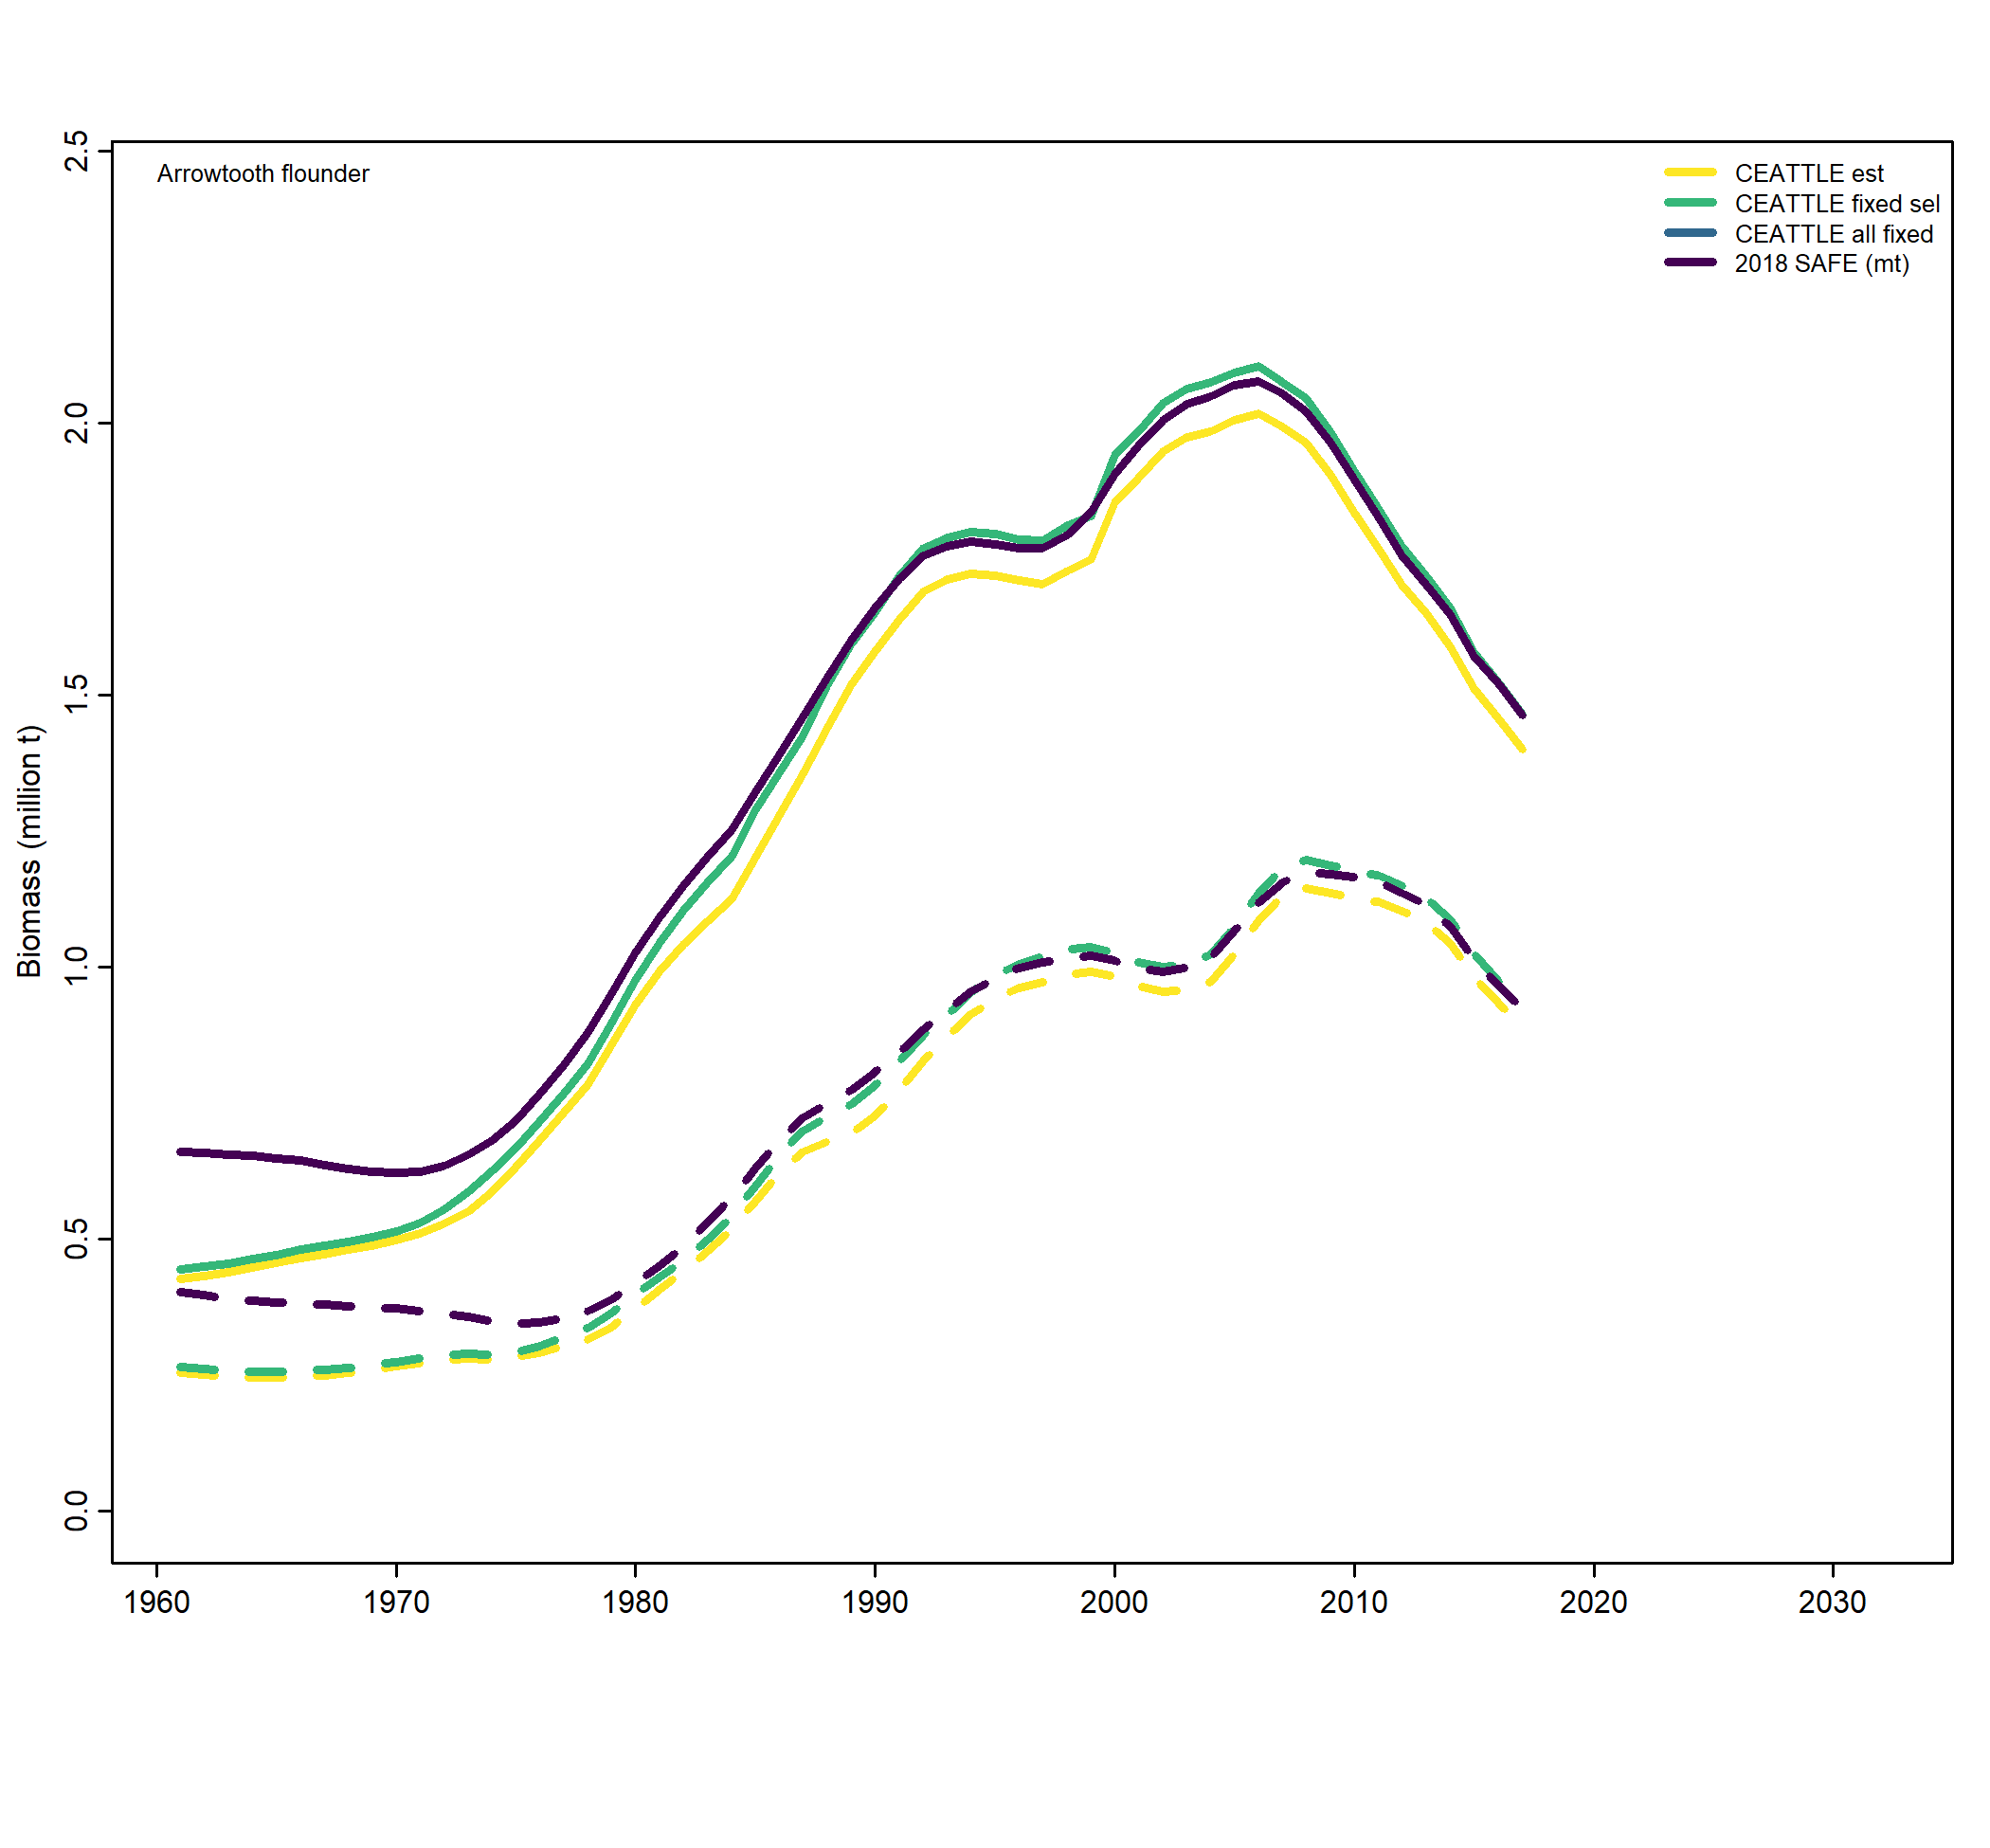 Arrowtooth flounder
CEATTLE est
CEATTLE fixed sel
CEATTLE all fixed
2018 SAFE (mt)
Biomass (million t)
2.5
2.0
1.5
1.0
0.5
0.0
1960 1970 1980 1990 2000 2010 2020 2030